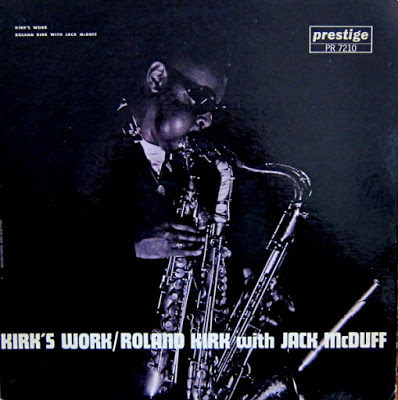 KIRK'S WORK
ROLAND KIRK WITH JACK McDUFF
prestige
PR 7210
KIRK'S WORK/ROLAND KIRK with JACK McDUFF